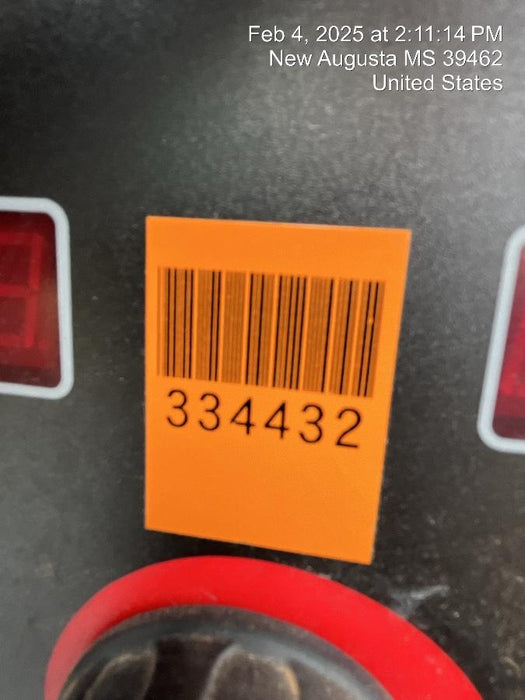 Feb 4, 2025 at 2:11:14 PM
New Augusta MS 39462
United States
334432